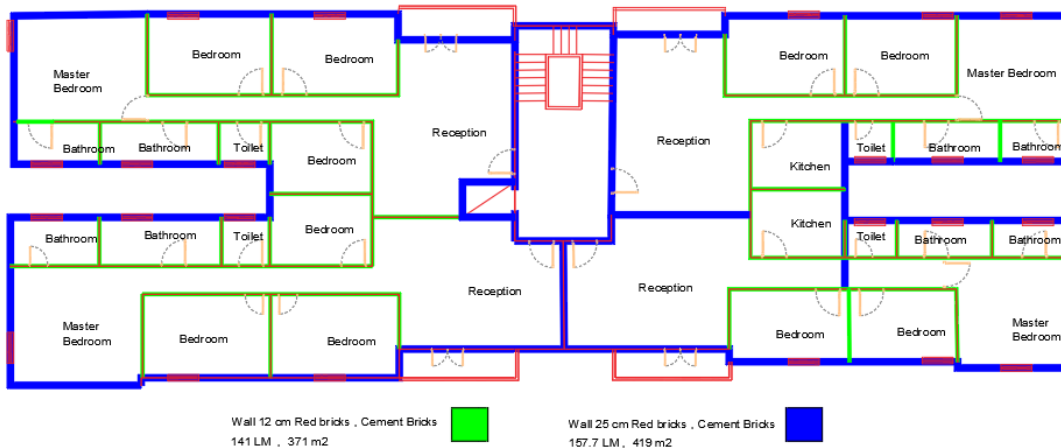 Bedroom
Bedroom
Master
Bedroom
Reception
Bathroom
Bathroom
Toilet
Bedroom
Bedroom
Bathroom
Bathroom
Toilet
Master
Bedroom
Bedroom
Bedroom
Reception
Bedroom
Bedroom
Master Bedroom
Reception
Toilet
Bathroom
Bathroom
Kitchen
Kitchen
Toilet
Bathroom
Bathroom
Reception
Bedroom
Bedroom
Master
Bedroom
Wall 12 cm Red bricks , Cement Bricks
141 LM , 371 m2
Wall 25 cm Red bricks , Cement Bricks
157.7 LM , 419 m2